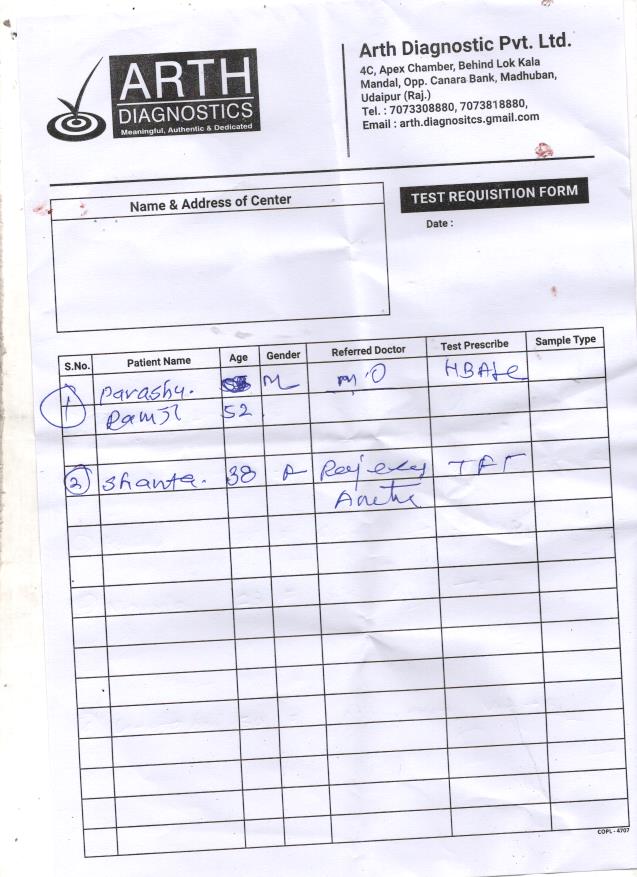 ARTH
DIAGNOSTICS
Meaningful, Authentic & Dedicated
Arth Diagnostic Pvt. Ltd.
4C, Apex Chamber, Behind Lok Kala
Mandal, Opp. Canara Bank, Madhuban,
Udaipur (Raj.)
Tel. : 7073308880, 7073818880,
Email : arth.diagnositcs.gmail.com
Name & Address of Center
TEST REQUISITION FORM
Date :
S.No. Patient Name Age Gender Referred Doctor Test Prescribe Sample Type
1 Parashu. M M'O HBA1c
Ramji 52
2 Shanta. 38 TFT
COPL - 4707